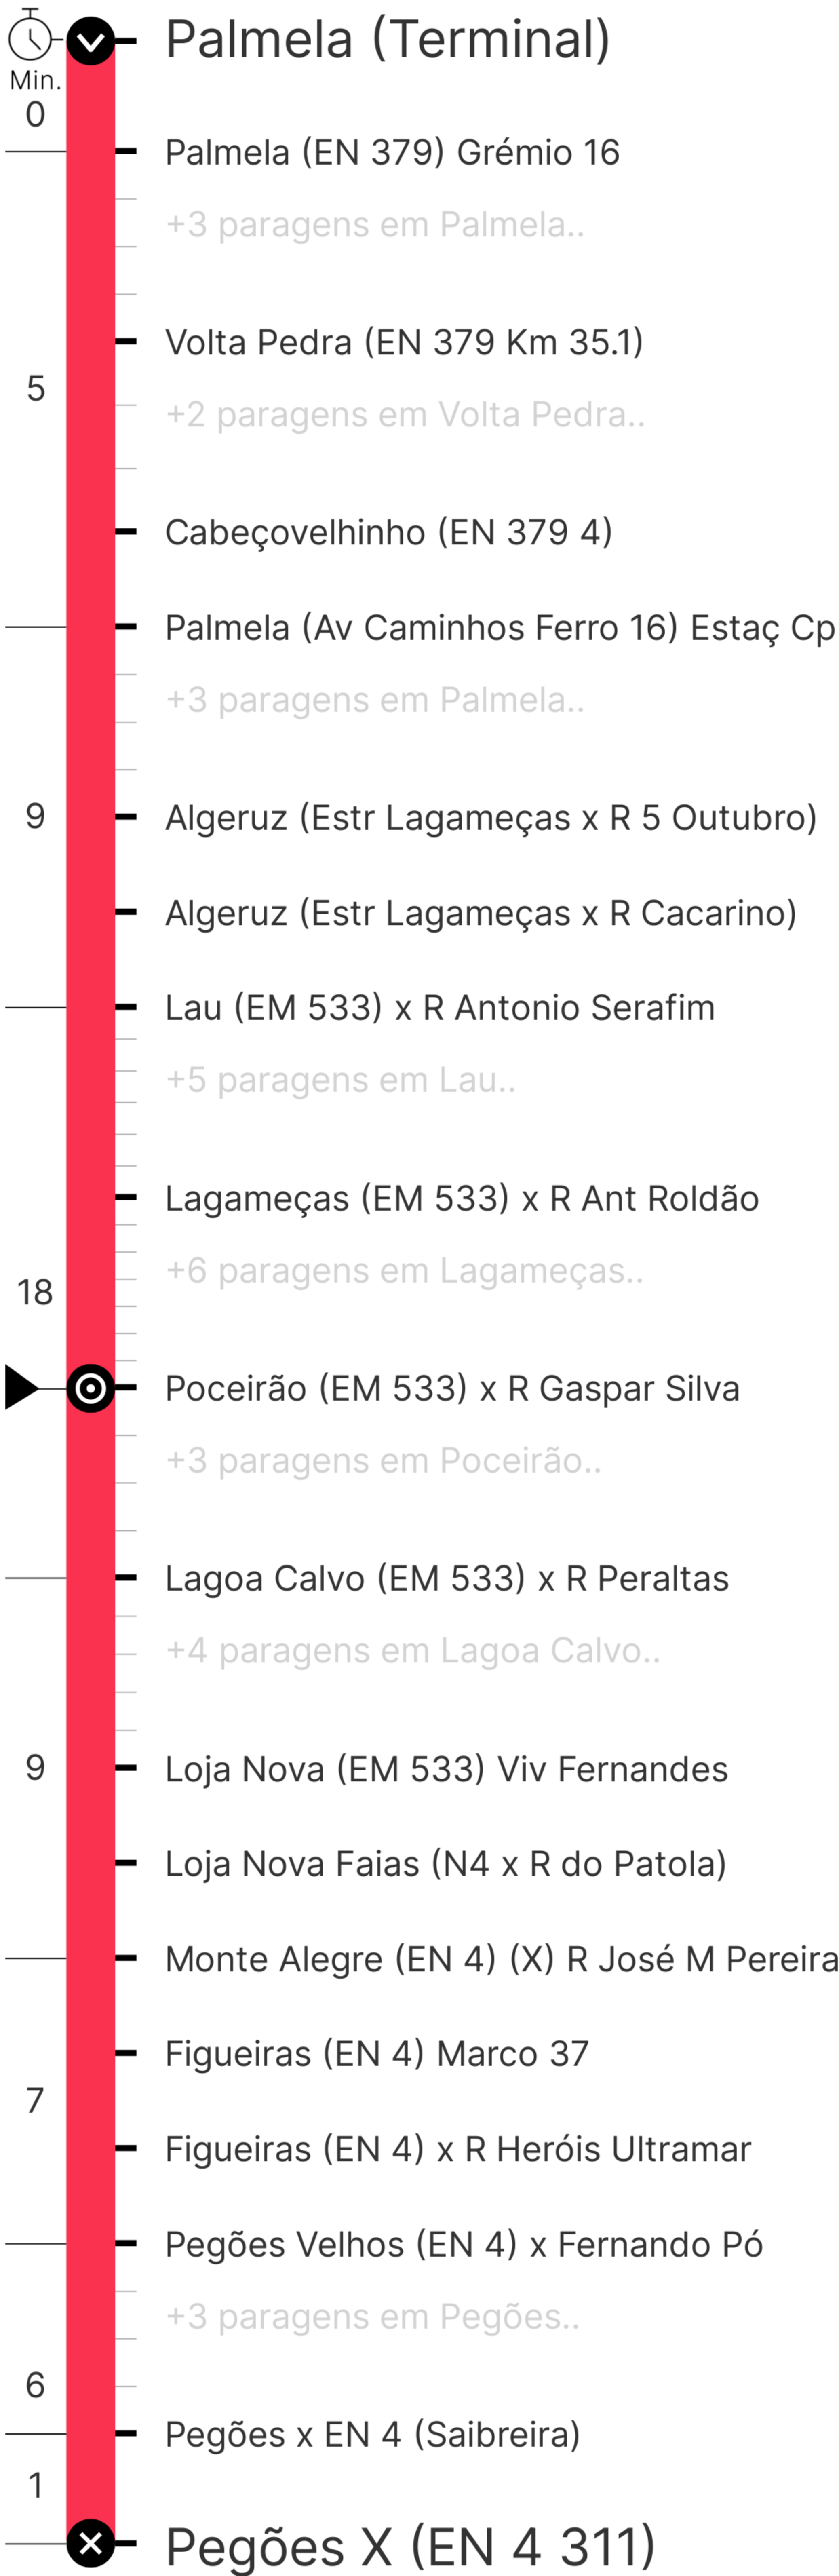 Palmela (Terminal)
Min.
0
Palmela (EN 379) Grémio 16
+3 paragens em Palmela..
Volta Pedra (EN 379 Km 35.1)
5
+2 paragens em Volta Pedra..
Cabeçovelhinho (EN 379 4)
Palmela (Av Caminhos Ferro 16) Estaç Cp
+3 paragens em Palmela..
9
Algeruz (Estr Lagameças x R 5 Outubro)
Algeruz (Estr Lagameças x R Cacarino)
Lau (EM 533) x R Antonio Serafim
+5 paragens em Lau..
Lagameças (EM 533) x R Ant Roldão
+6 paragens em Lagameças..
18
Poceirão (EM 533) x R Gaspar Silva
+3 paragens em Poceirão..
Lagoa Calvo (EM 533) x R Peraltas
+4 paragens em Lagoa Calvo..
9
Loja Nova (EM 533) Viv Fernandes
Loja Nova Faias (N4 x R do Patola)
Monte Alegre (EN 4) (X) R José M Pereira
Figueiras (EN 4) Marco 37
7
Figueiras (EN 4) x R Heróis Ultramar
Pegões Velhos (EN 4) x Fernando Pó
+3 paragens em Pegões..
6
Pegões x EN 4 (Saibreira)
1
Pegões X (EN 4 311)